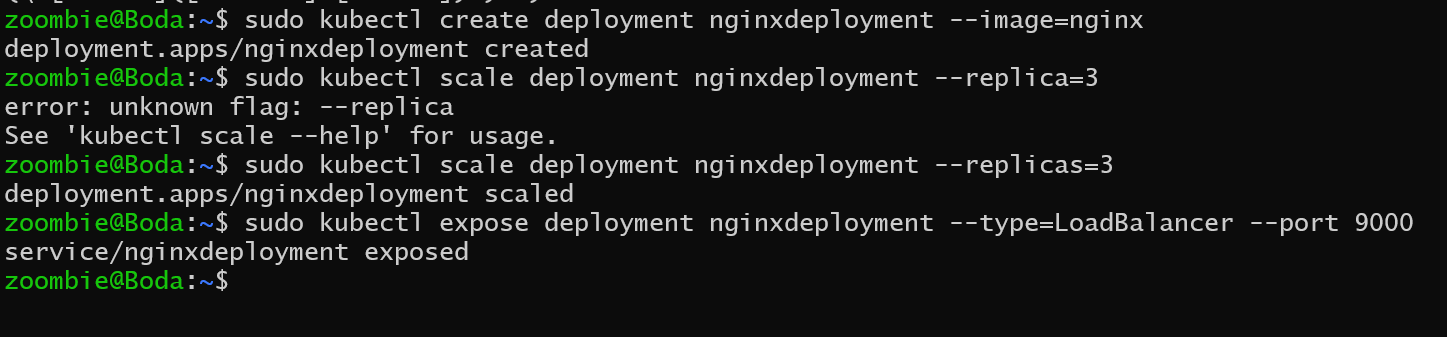 zoombie@Boda:~$ sudo kubectl create deployment nginxdeployment --image=nginx
deployment.apps/nginxdeployment created
zoombie@Boda:~$ sudo kubectl scale deployment nginxdeployment --replica=3
error: unknown flag: --replica
See 'kubectl scale --help' for usage.
zoombie@Boda:~$ sudo kubectl scale deployment nginxdeployment --replicas=3
deployment.apps/nginxdeployment scaled
zoombie@Boda:~$ sudo kubectl expose deployment nginxdeployment --type=LoadBalancer --port 9000
service/nginxdeployment exposed
zoombie@Boda:~$